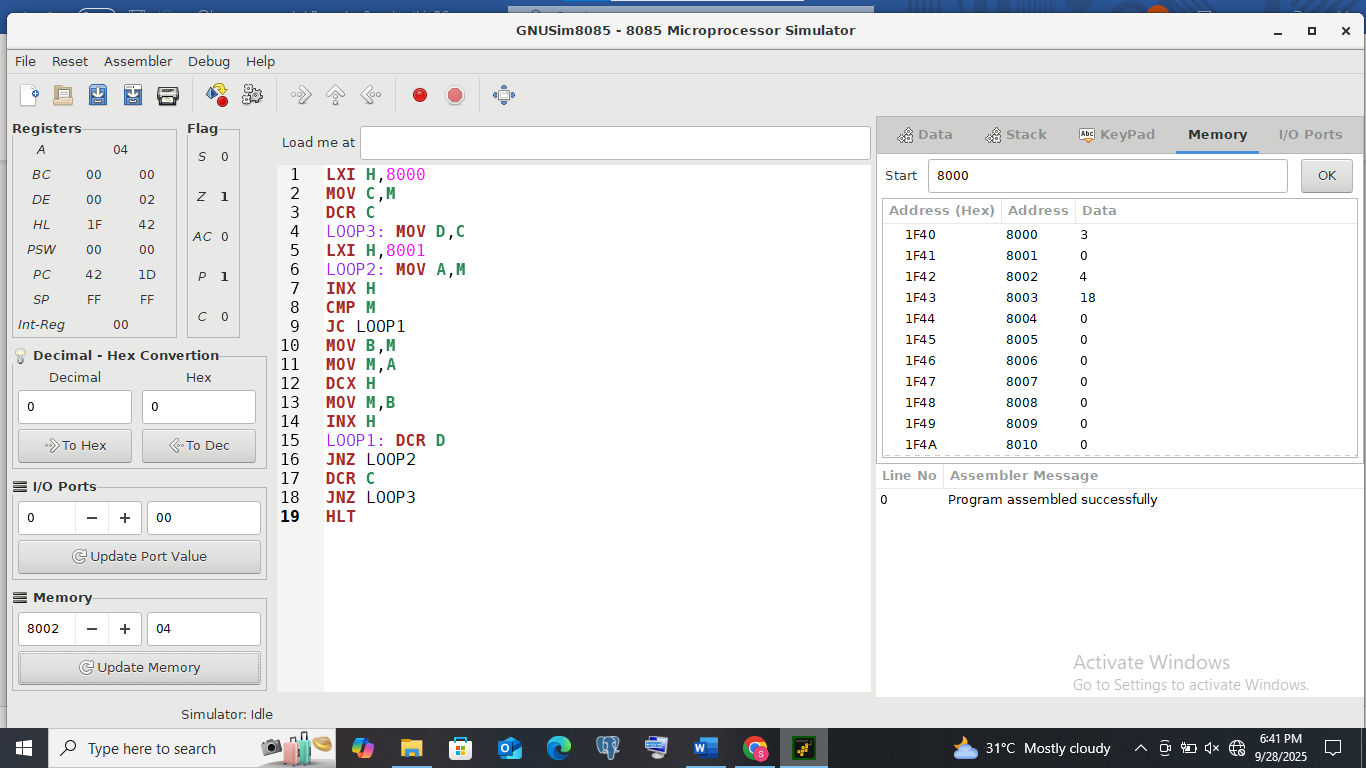 GNUSim8085 - 8085 Microprocessor Simulator
File Reset Assembler Debug Help
Registers
A 04
BC 00 00
DE 00 02
HL 1F 42
PSW 00 00
PC 42 1D
SP FF FF
Int-Reg 00
Flag
S 0
Z 1
AC 0
P 1
C 0
Decimal - Hex Convertion
Decimal Hex
0 0
To Hex To Dec
I/O Ports
0 − + 00
Update Port Value
Memory
8002 − + 04
Update Memory
Load me at
1 LXI H,8000
2 MOV C,M
3 DCR C
4 LOOP3: MOV D,C
5 LXI H,8001
6 LOOP2: MOV A,M
7 INX H
8 CMP M
9 JC LOOP1
10 MOV B,M
11 MOV M,A
12 DCX H
13 MOV M,B
14 INX H
15 LOOP1: DCR D
16 JNZ LOOP2
17 DCR C
18 JNZ LOOP3
19 HLT
Data Stack Abc KeyPad Memory I/O Ports
Start 8000 OK
Address (Hex) Address Data
1F40 8000 3
1F41 8001 0
1F42 8002 4
1F43 8003 18
1F44 8004 0
1F45 8005 0
1F46 8006 0
1F47 8007 0
1F48 8008 0
1F49 8009 0
1F4A 8010 0
Line No Assembler Message
0 Program assembled successfully
Activate Windows
Go to Settings to activate Windows.
Simulator: Idle
Type here to search
31°C Mostly cloudy
6:41 PM
9/28/2025